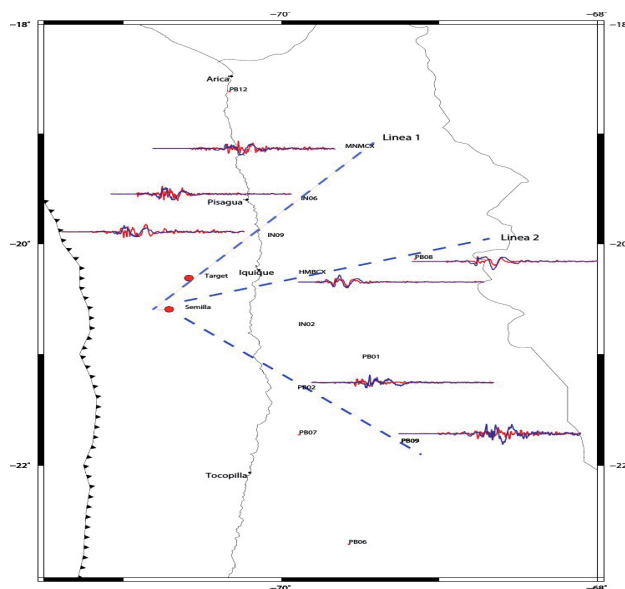 -70°
-68°
-18°
-18°
Arica
PB12
Linea 1
MNMCX
Pisagua
IN06
IN09
-20°
-20°
Linea 2
PB08
Target
Iquique
HMBCX
Semilla
IN02
PB01
PB02
PB07
PB09
-22°
-22°
Tocopilla
PB06
-70°
-68°